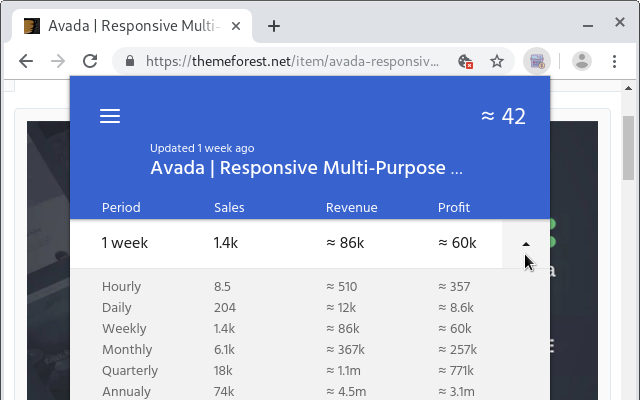 Avada | Responsive Multi-
https://themeforest.net/item/avada-responsiv...
≈ 42
Updated 1 week ago
Avada | Responsive Multi-Purpose ...
Period Sales Revenue Profit
1 week 1.4k ≈ 86k ≈ 60k
Hourly 8.5 ≈ 510 ≈ 357
Daily 204 ≈ 12k ≈ 8.6k
Weekly 1.4k ≈ 86k ≈ 60k
Monthly 6.1k ≈ 367k ≈ 257k
Quarterly 18k ≈ 1.1m ≈ 771k
Annualy 74k ≈ 4.5m ≈ 3.1m